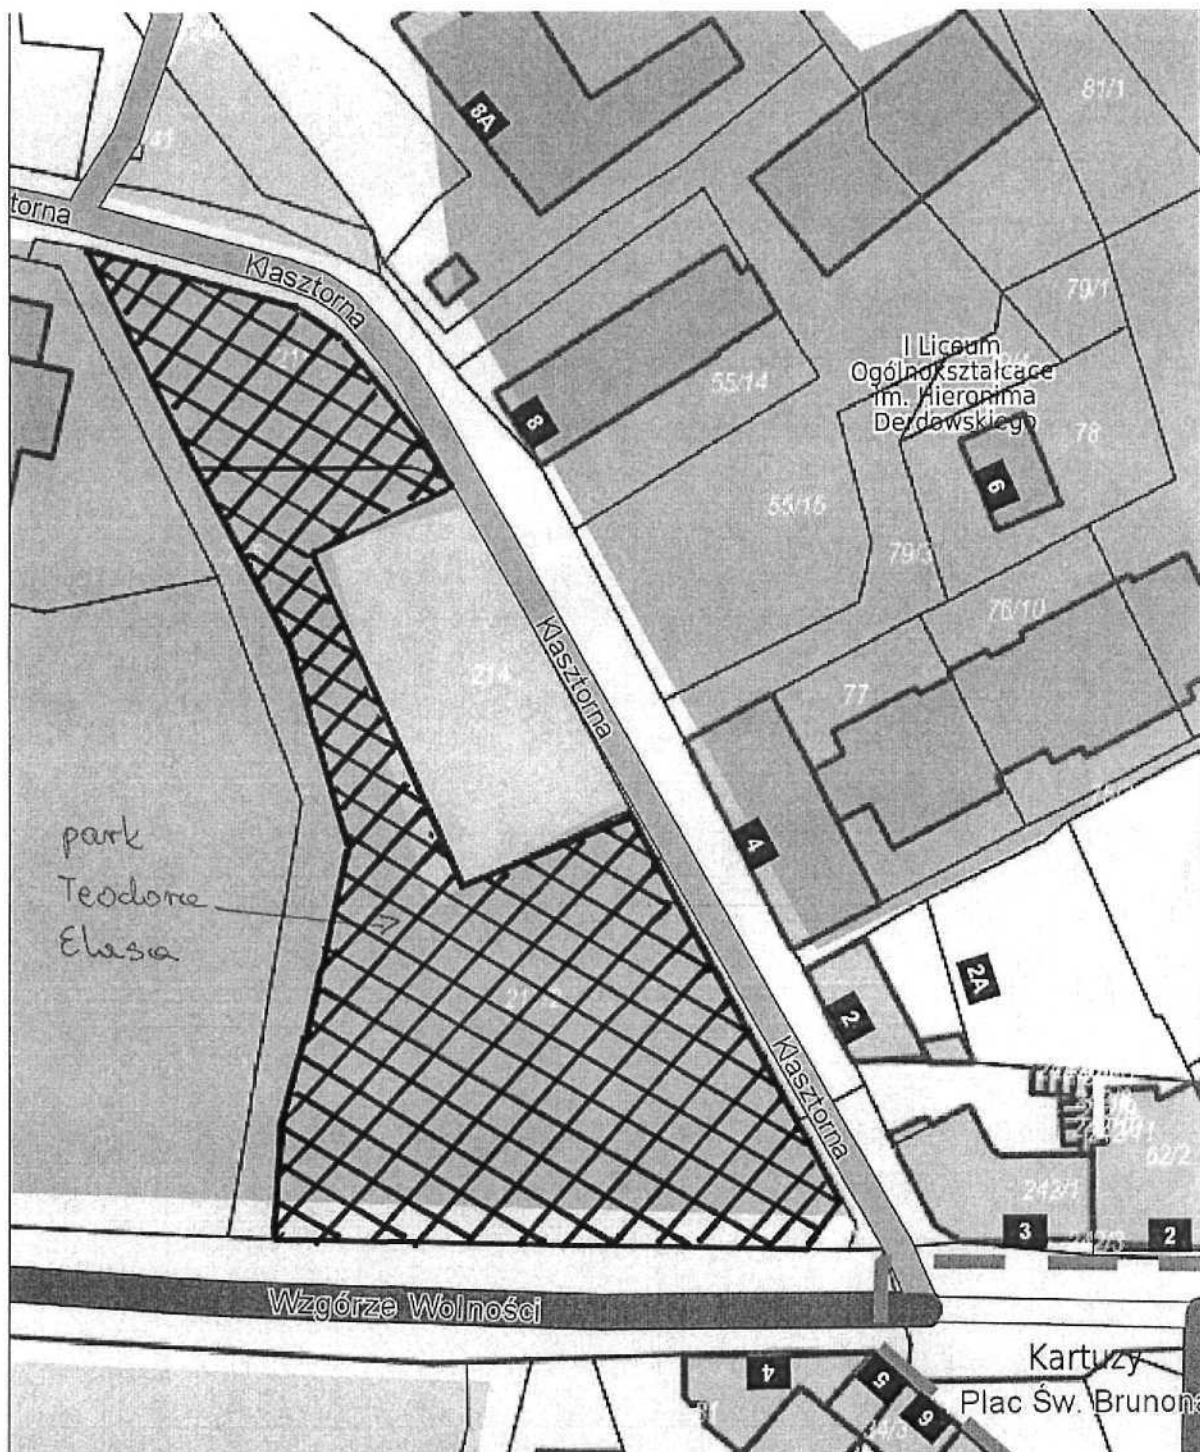 8A
81/1
41
torna
Klasztorna
79/1
I Liceum
Ogólnokształcące
im. Hieronima
Derdowskiego
55/14
8
78
6
55/15
79/3
76/10
Klasztorna
214
77
4
park
Teodora
Elasa
2A
2
Klasztorna
62/2
242/1
3
2
Wzgórze Wolności
Kartuzy
Plac Św. Brunona
4
5
6